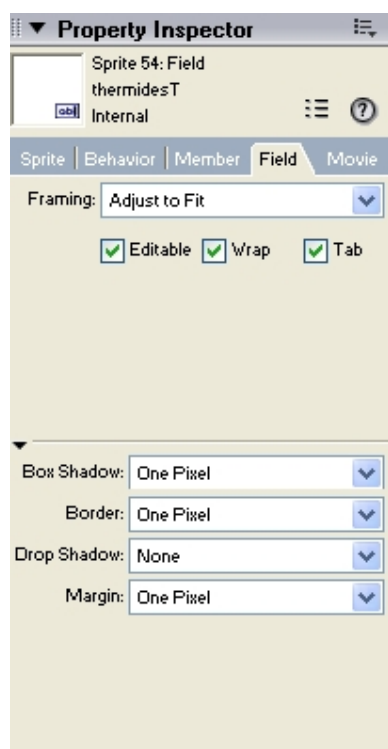 Property Inspector
Sprite 54: Field
thermidesT
Internal
abl
?
Sprite Behavior Member Field Movie
Framing: Adjust to Fit
Editable Wrap Tab
Box Shadow: One Pixel
Border: One Pixel
Drop Shadow: None
Margin: One Pixel